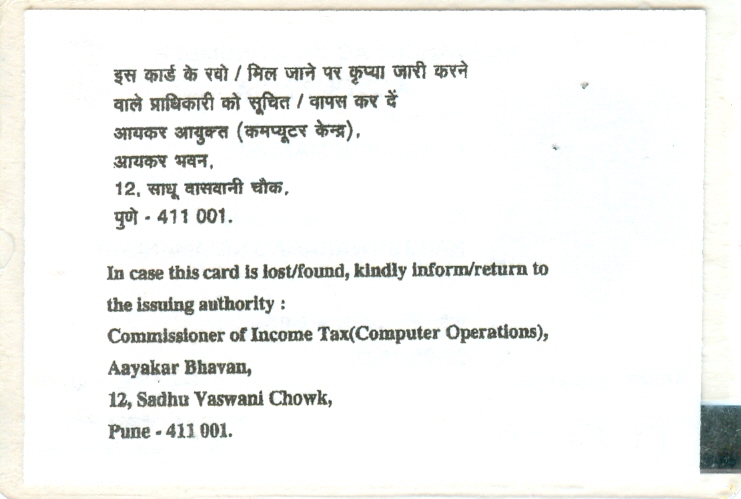 इस कार्ड के खो / मिल जाने पर कृप्या जारी करने
वाले प्राधिकारी को सूचित / वापस कर दें
आयकर आयुक्त (कमप्यूटर केन्द्र),
आयकर भवन,
12, साधू वासवानी चौक,
पुणे - 411 001.
In case this card is lost/found, kindly inform/return to
the issuing authority :
Commissioner of Income Tax(Computer Operations),
Aayakar Bhavan,
12, Sadhu Vaswani Chowk,
Pune - 411 001.